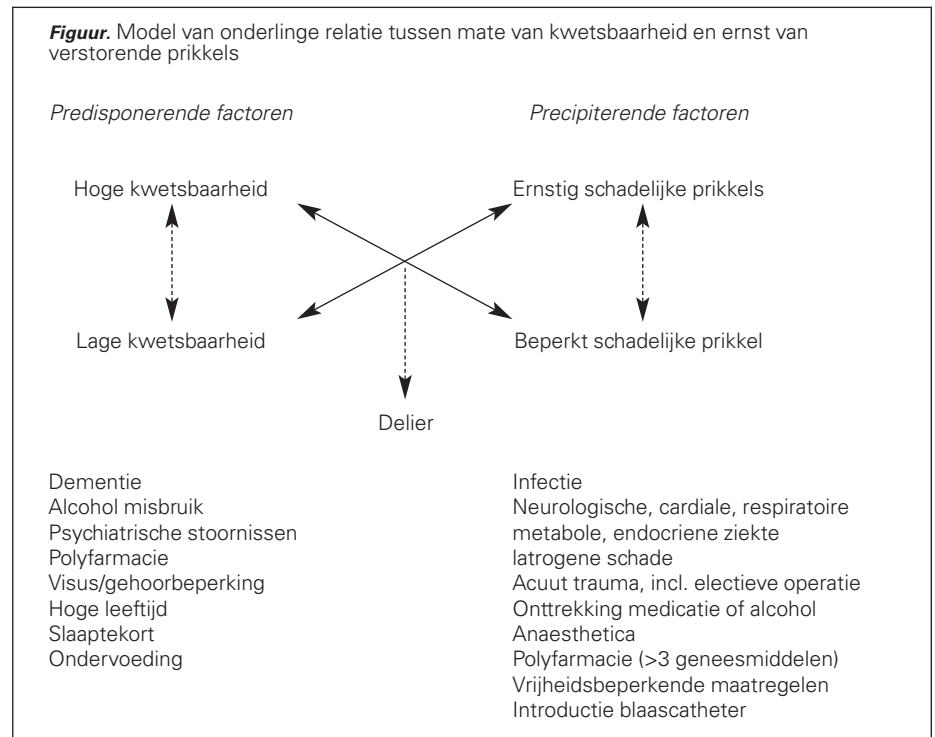 Figuur. Model van onderlinge relatie tussen mate van kwetsbaarheid en ernst van
verstorende prikkels
Predisponerende factoren
Precipiterende factoren
Hoge kwetsbaarheid
Ernstig schadelijke prikkels
Lage kwetsbaarheid
Beperkt schadelijke prikkel
Delier
Dementie
Alcohol misbruik
Psychiatrische stoornissen
Polyfarmacie
Visus/gehoorbeperking
Hoge leeftijd
Slaaptekort
Ondervoeding
Infectie
Neurologische, cardiale, respiratoire
metabole, endocriene ziekte
Iatrogene schade
Acuut trauma, incl. electieve operatie
Onttrekking medicatie of alcohol
Anaesthetica
Polyfarmacie (>3 geneesmiddelen)
Vrijheidsbeperkende maatregelen
Introductie blaascatheter